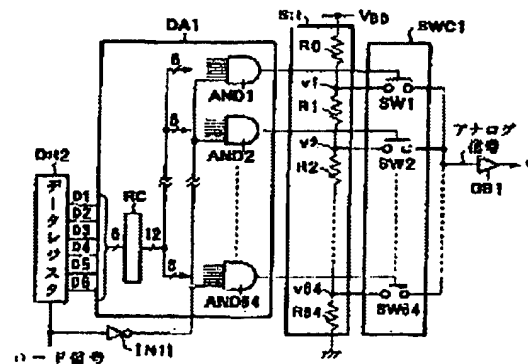 DA1
VDD
SWC1
R0
6
v1
AND1
R1
SW1
6
アナログ
信号
v2
AND2
R2
SW2
DR2
OB1
RC
データレジスタ
D1
D2
D3
D4
D5
D6
6
12
6
v64
AND64
R64
SW64
ロード信号